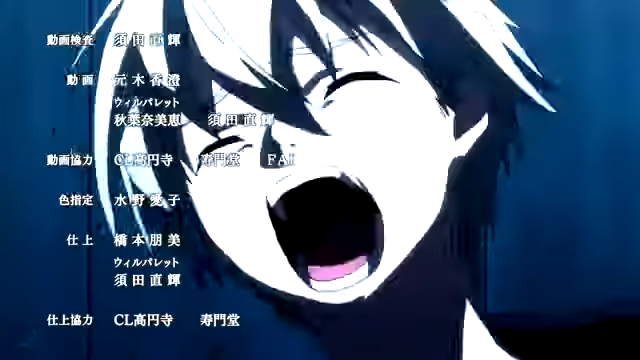 動画検査 須田直輝
動画 元木香澄
ウィルパレット
秋葉奈美恵 須田直輝
動画協力 CL高円寺 寿門堂 FAI
色指定 水野愛子
仕上 橋本朋美
ウィルパレット
須田直輝
仕上協力 CL高円寺 寿門堂